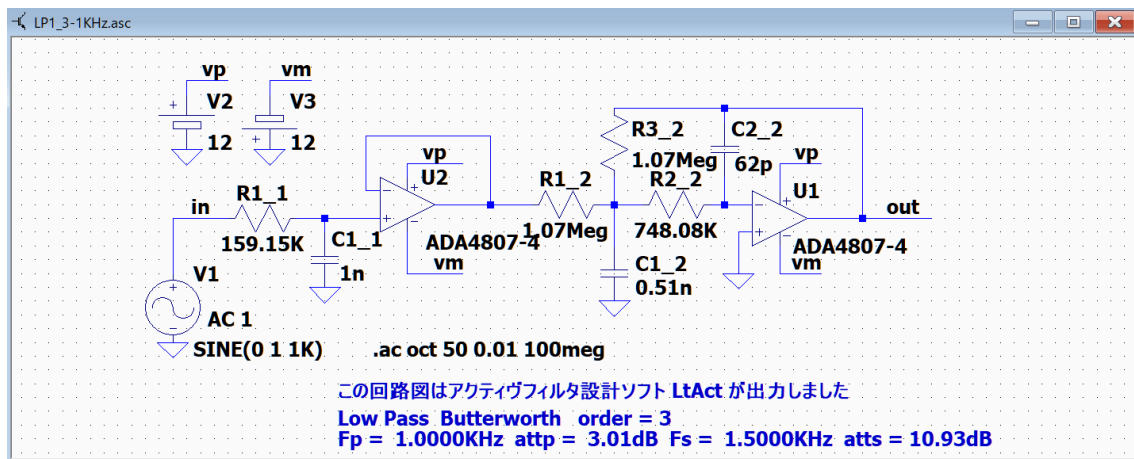 LP1_3-1KHz.asc
vp
vm
V2
V3
12
12
R3_2
C2_2
vp
1.07Meg
62p
vp
U2
U1
R1_1
R1_2
R2_2
in
out
159.15K
C1_1
ADA4807-4
1.07Meg
748.08K
ADA4807-4
1n
vm
C1_2
vm
V1
0.51n
AC 1
SINE(0 1 1K)
.ac oct 50 0.01 100meg
この回路図はアクティヴフィルタ設計ソフト LtAct が出力しました
Low Pass Butterworth order = 3
Fp = 1.0000KHz attp = 3.01dB Fs = 1.5000KHz atts = 10.93dB